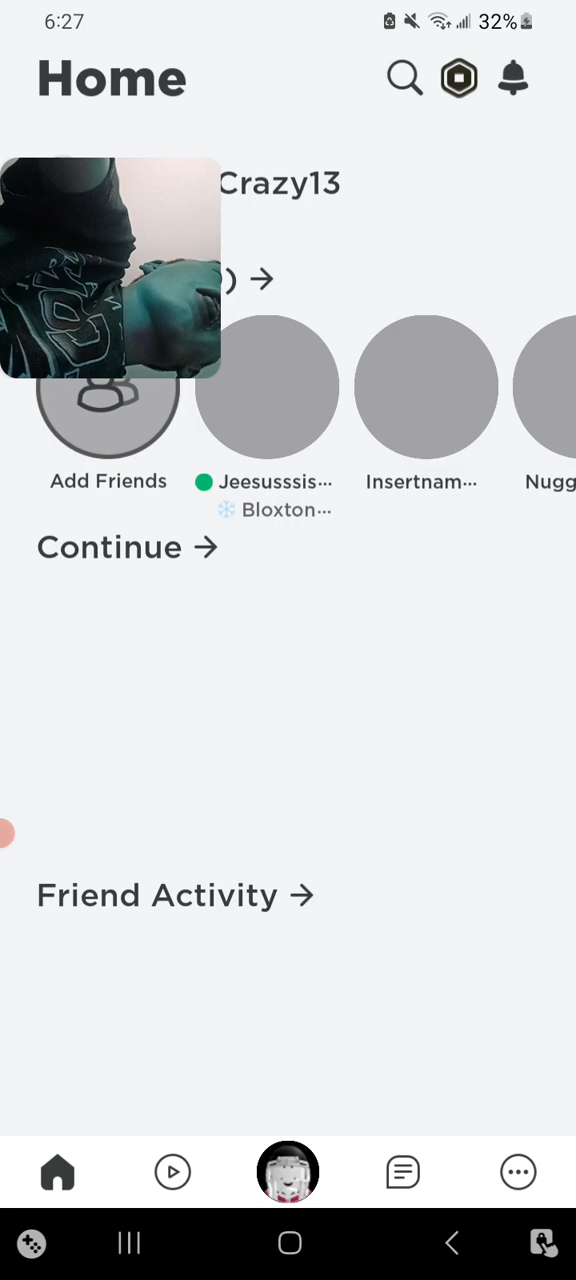 6:27
32%
Home
Crazy13
) →
Add Friends
Jeesusssis...
Insertnam...
Nugg
Bloxton...
Continue →
Friend Activity →